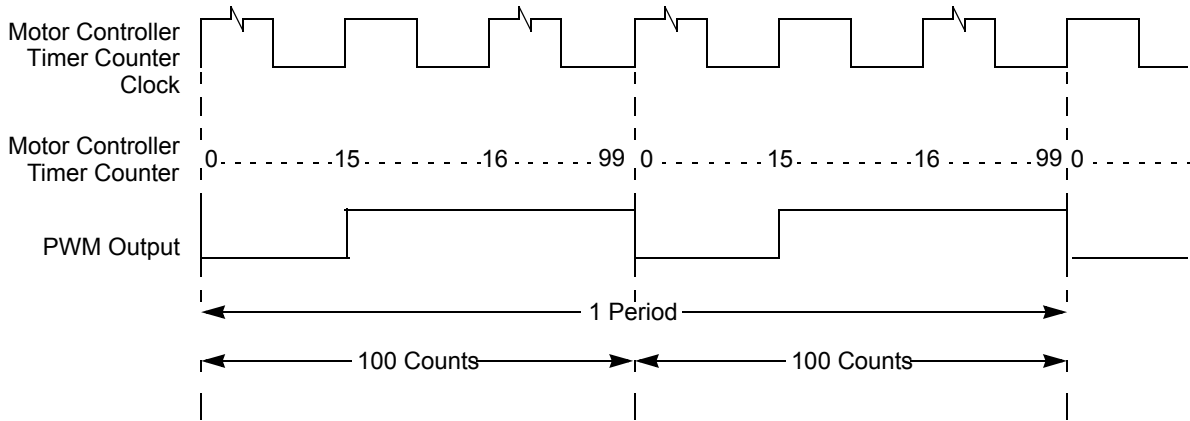 Motor Controller
Timer Counter
Clock
Motor Controller
Timer Counter
0 15 16 99 0 15 16 99 0
PWM Output
1 Period
100 Counts 100 Counts